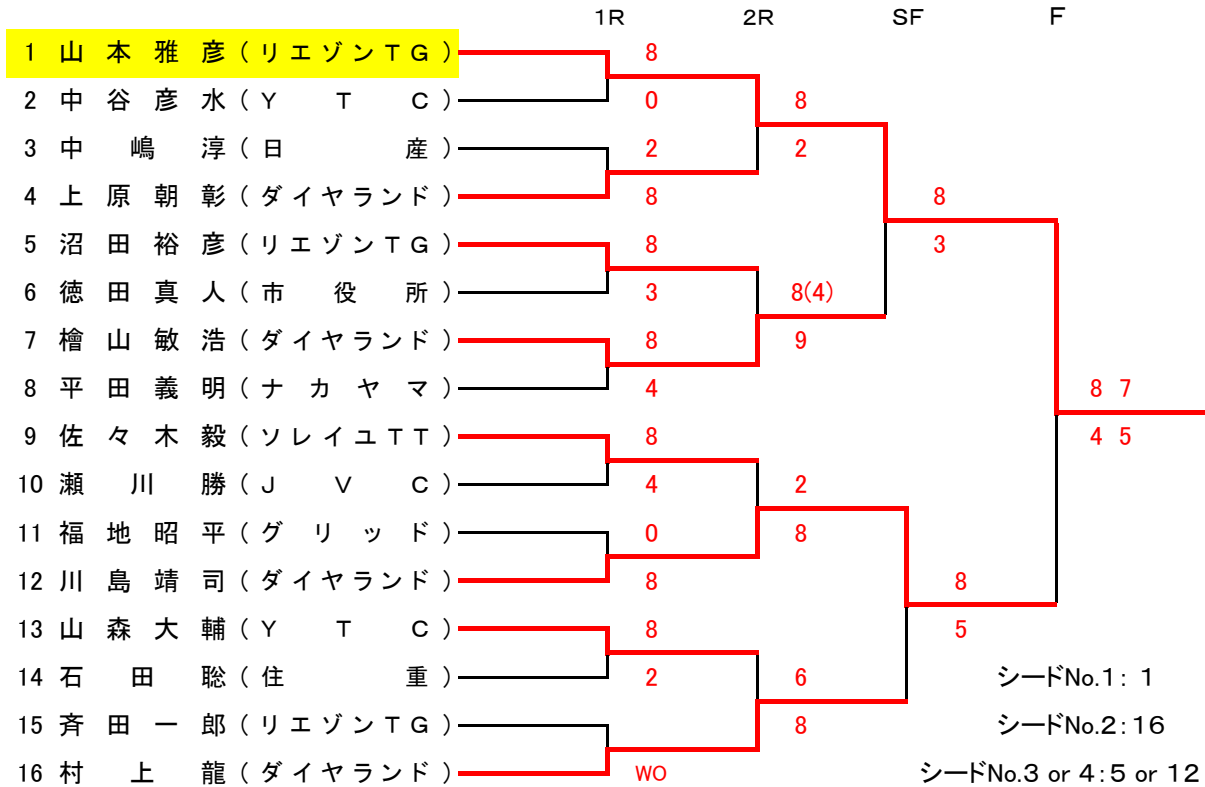 1R 2R SF F
1 山本雅彦(リエゾンTG) 8
2 中谷彦水(YTC) 0 8
3 中嶋淳(日産) 2 2
4 上原朝彰(ダイヤランド) 8 8
5 沼田裕彦(リエゾンTG) 8 3
6 徳田真人(市役所) 3 8(4)
7 檜山敏浩(ダイヤランド) 8 9
8 平田義明(ナカヤマ) 4 8 7
9 佐々木毅(ソレイユTT) 8 4 5
10 瀬川勝(JVC) 4 2
11 福地昭平(グリッド) 0 8
12 川島靖司(ダイヤランド) 8 8
13 山森大輔(YTC) 8 5
14 石田聡(住重) 2 6 シードNo.1: 1
15 斉田一郎(リエゾンTG) 8 シードNo.2:16
16 村上龍(ダイヤランド) WO シードNo.3 or 4:5 or 12